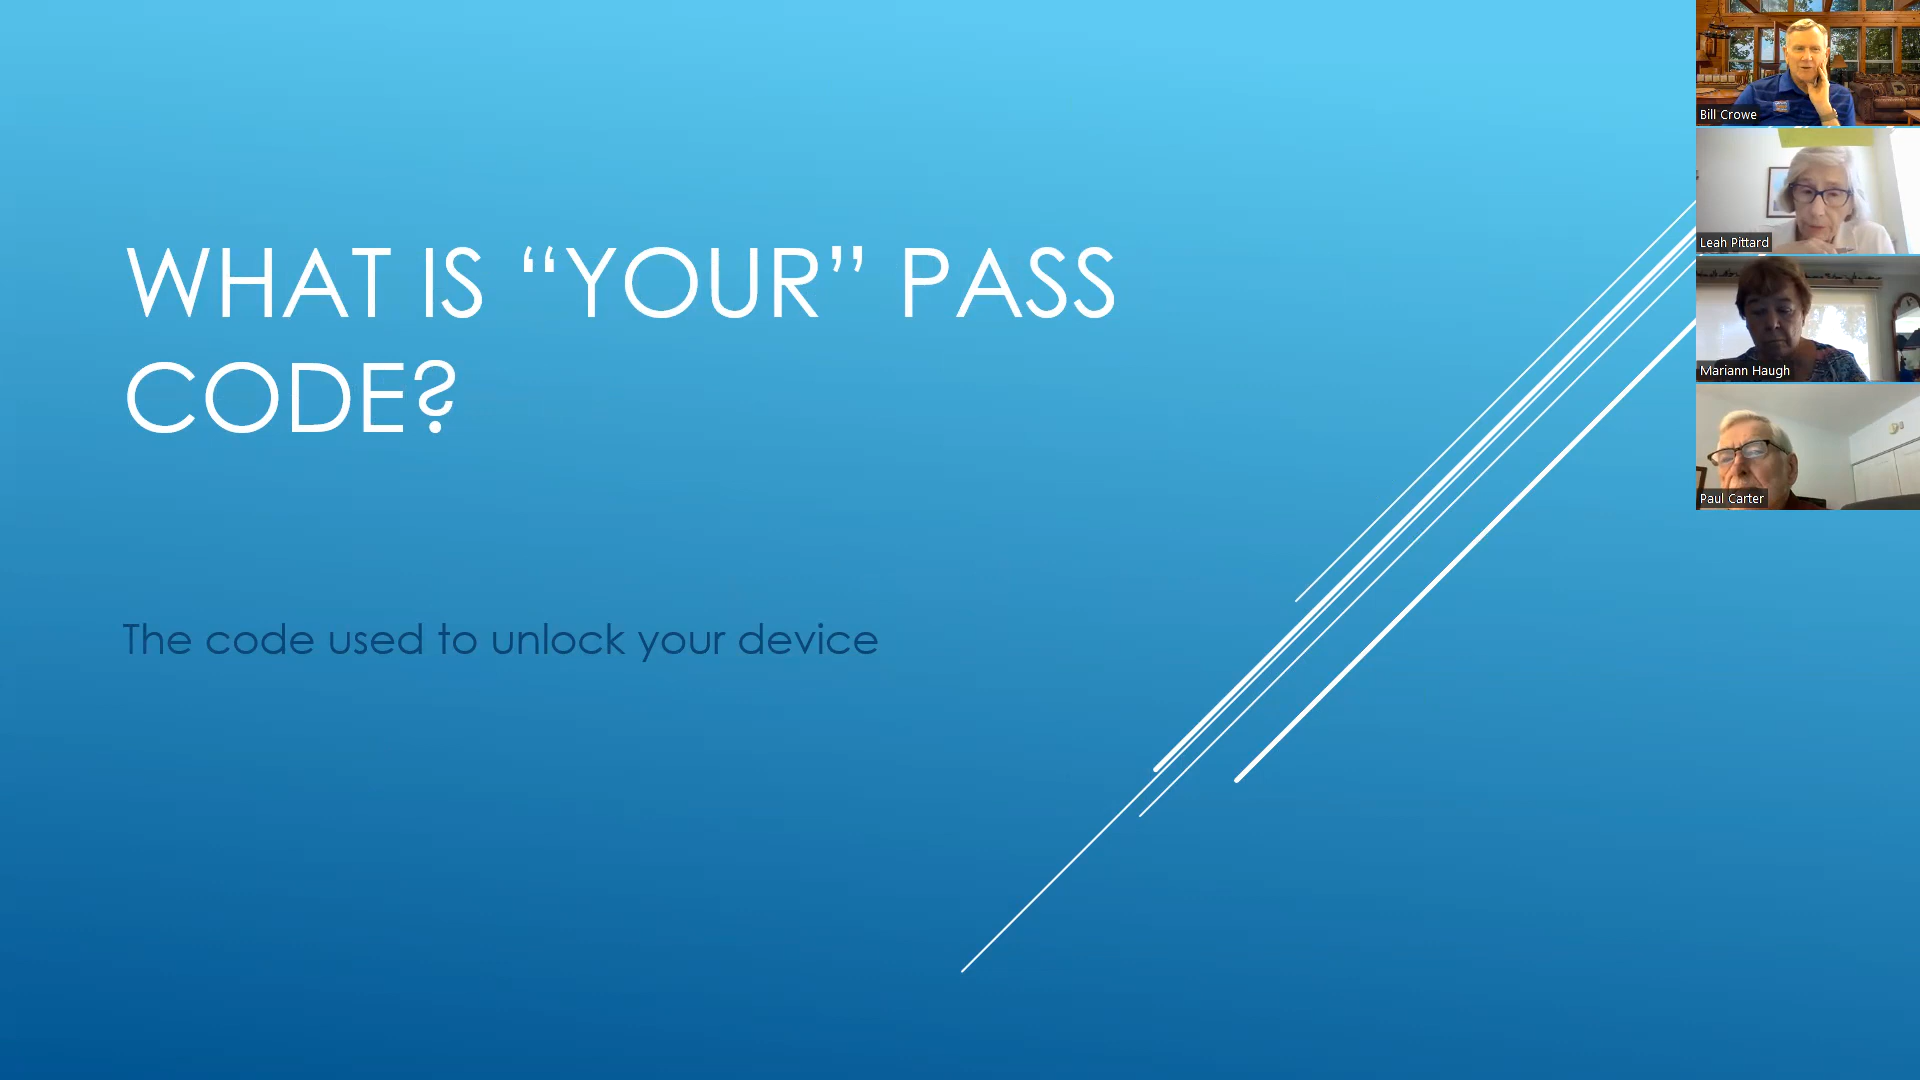 WHAT IS “YOUR” PASS
CODE?
The code used to unlock your device
Bill Crowe
Leah Pittard
Mariann Haugh
Paul Carter